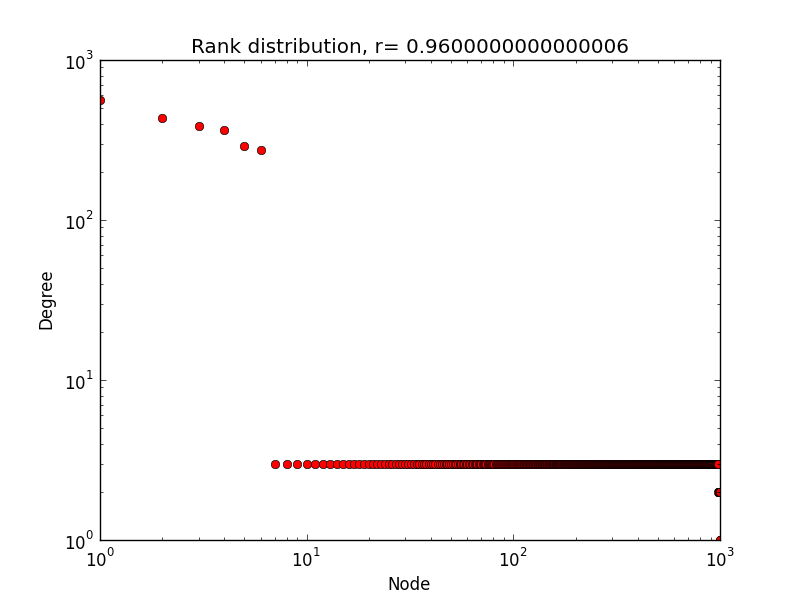 Rank distribution, r= 0.9600000000000006
10³
10²
10¹
10⁰
Degree
10⁰ 10¹ 10² 10³
Node